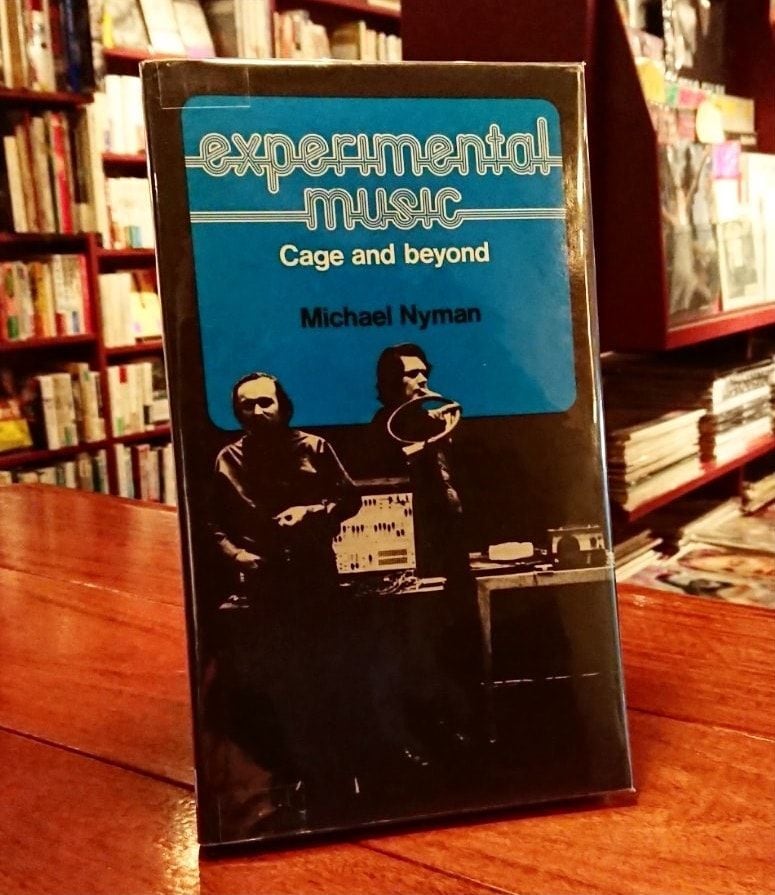 experimental
music
Cage and beyond
Michael Nyman